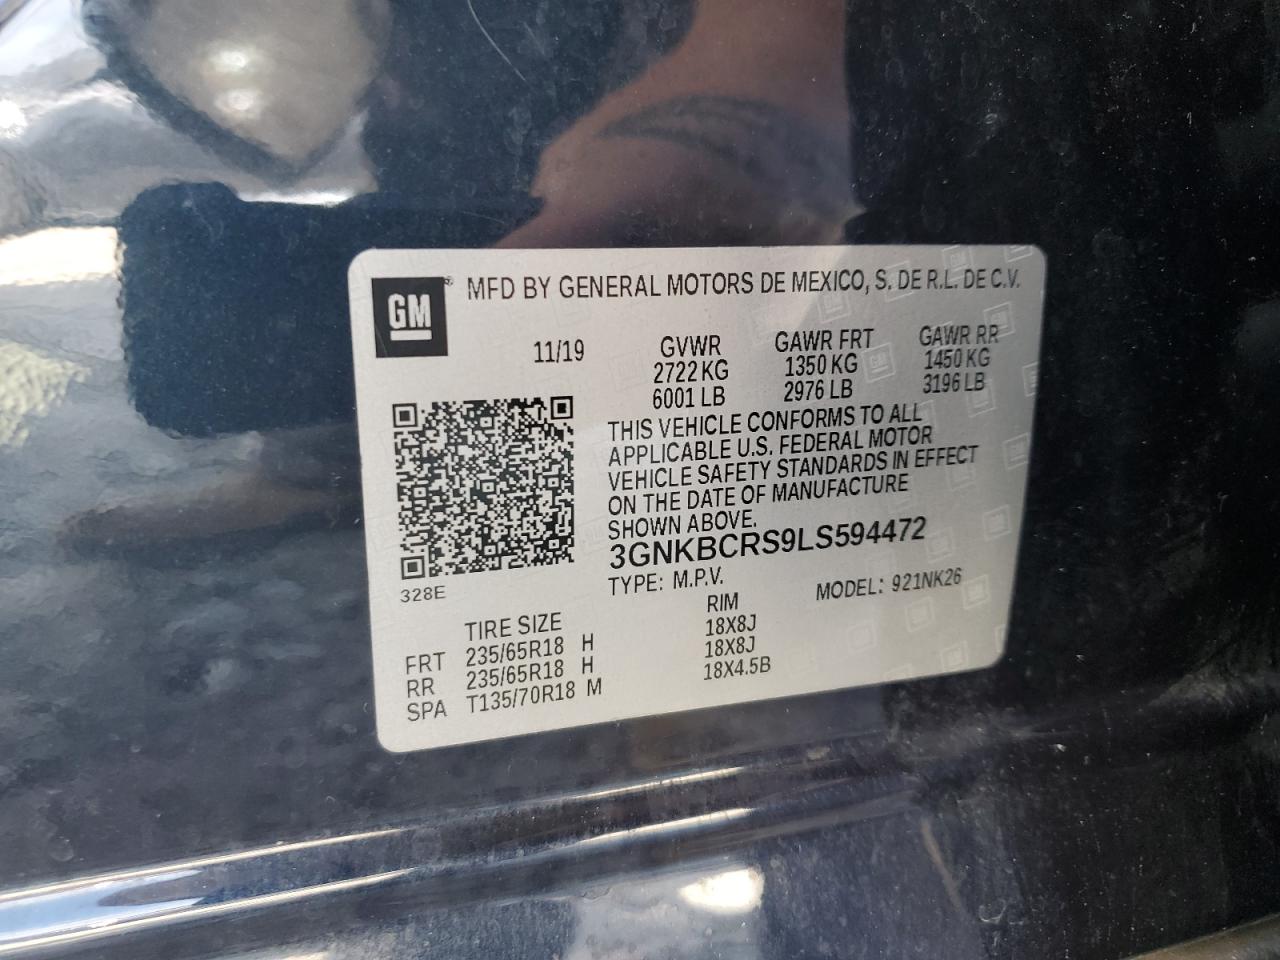 GM ® MFD BY GENERAL MOTORS DE MEXICO, S. DE R.L. DE C.V.
11/19
GVWR GAWR FRT GAWR RR
2722 KG 1350 KG 1450 KG
6001 LB 2976 LB 3196 LB
THIS VEHICLE CONFORMS TO ALL
APPLICABLE U.S. FEDERAL MOTOR
VEHICLE SAFETY STANDARDS IN EFFECT
ON THE DATE OF MANUFACTURE
SHOWN ABOVE.
3GNKBCRS9LS594472
TYPE: M.P.V. MODEL: 921NK26
328E
TIRE SIZE RIM
FRT 235/65R18 H 18X8J
RR 235/65R18 H 18X8J
SPA T135/70R18 M 18X4.5B